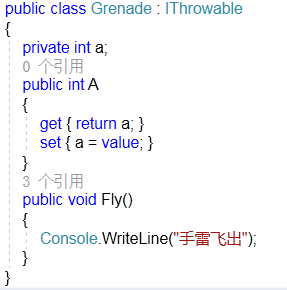 public class Grenade : IThrowable
{
private int a;
0 个引用
public int A
{
get { return a; }
set { a = value; }
}
3 个引用
public void Fly()
{
Console.WriteLine("手雷飞出");
}
}